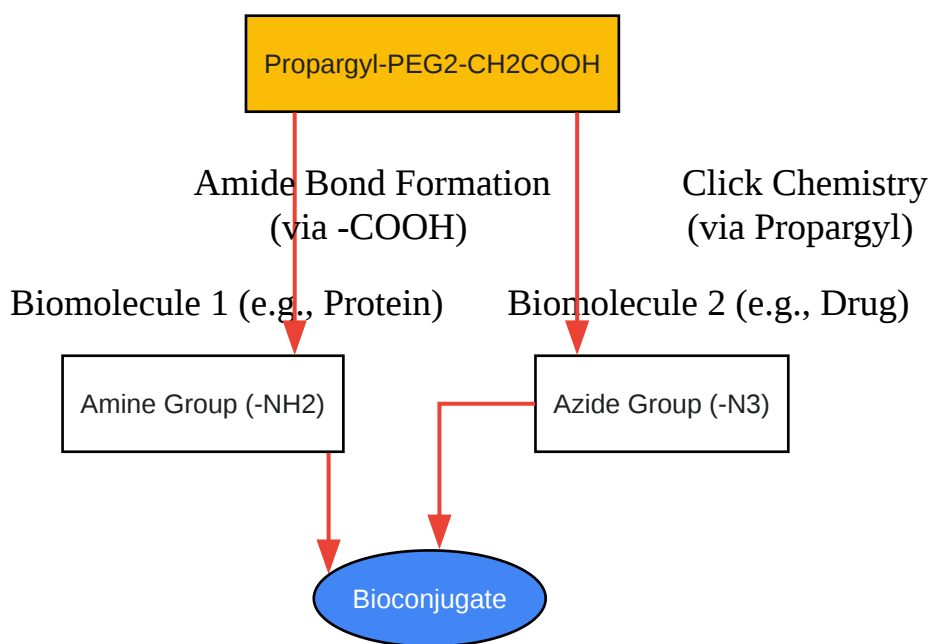 Propargyl-PEG2-CH2COOH
Amide Bond Formation
(via -COOH)
Click Chemistry
(via Propargyl)
Biomolecule 1 (e.g., Protein)
Biomolecule 2 (e.g., Drug)
Amine Group (-NH2)
Azide Group (-N3)
Bioconjugate